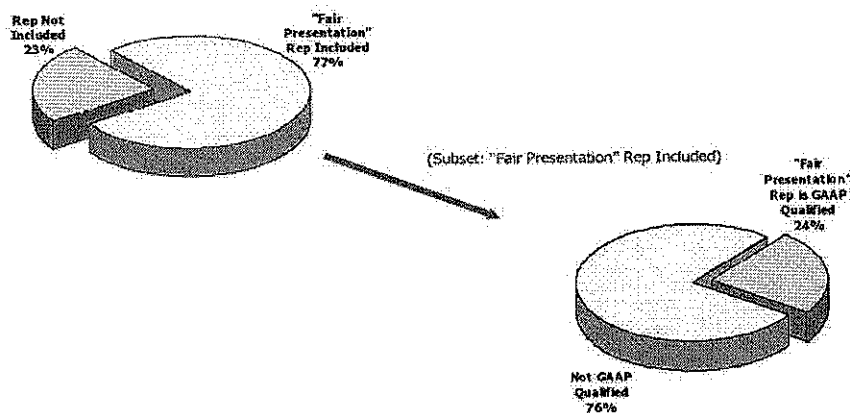 Rep Not
Included
23%
"Fair
Presentation"
Rep Included
77%
(Subset: "Fair Presentation" Rep Included)
"Fair
Presentation"
Rep is GAAP
Qualified
24%
Not GAAP
Qualified
76%